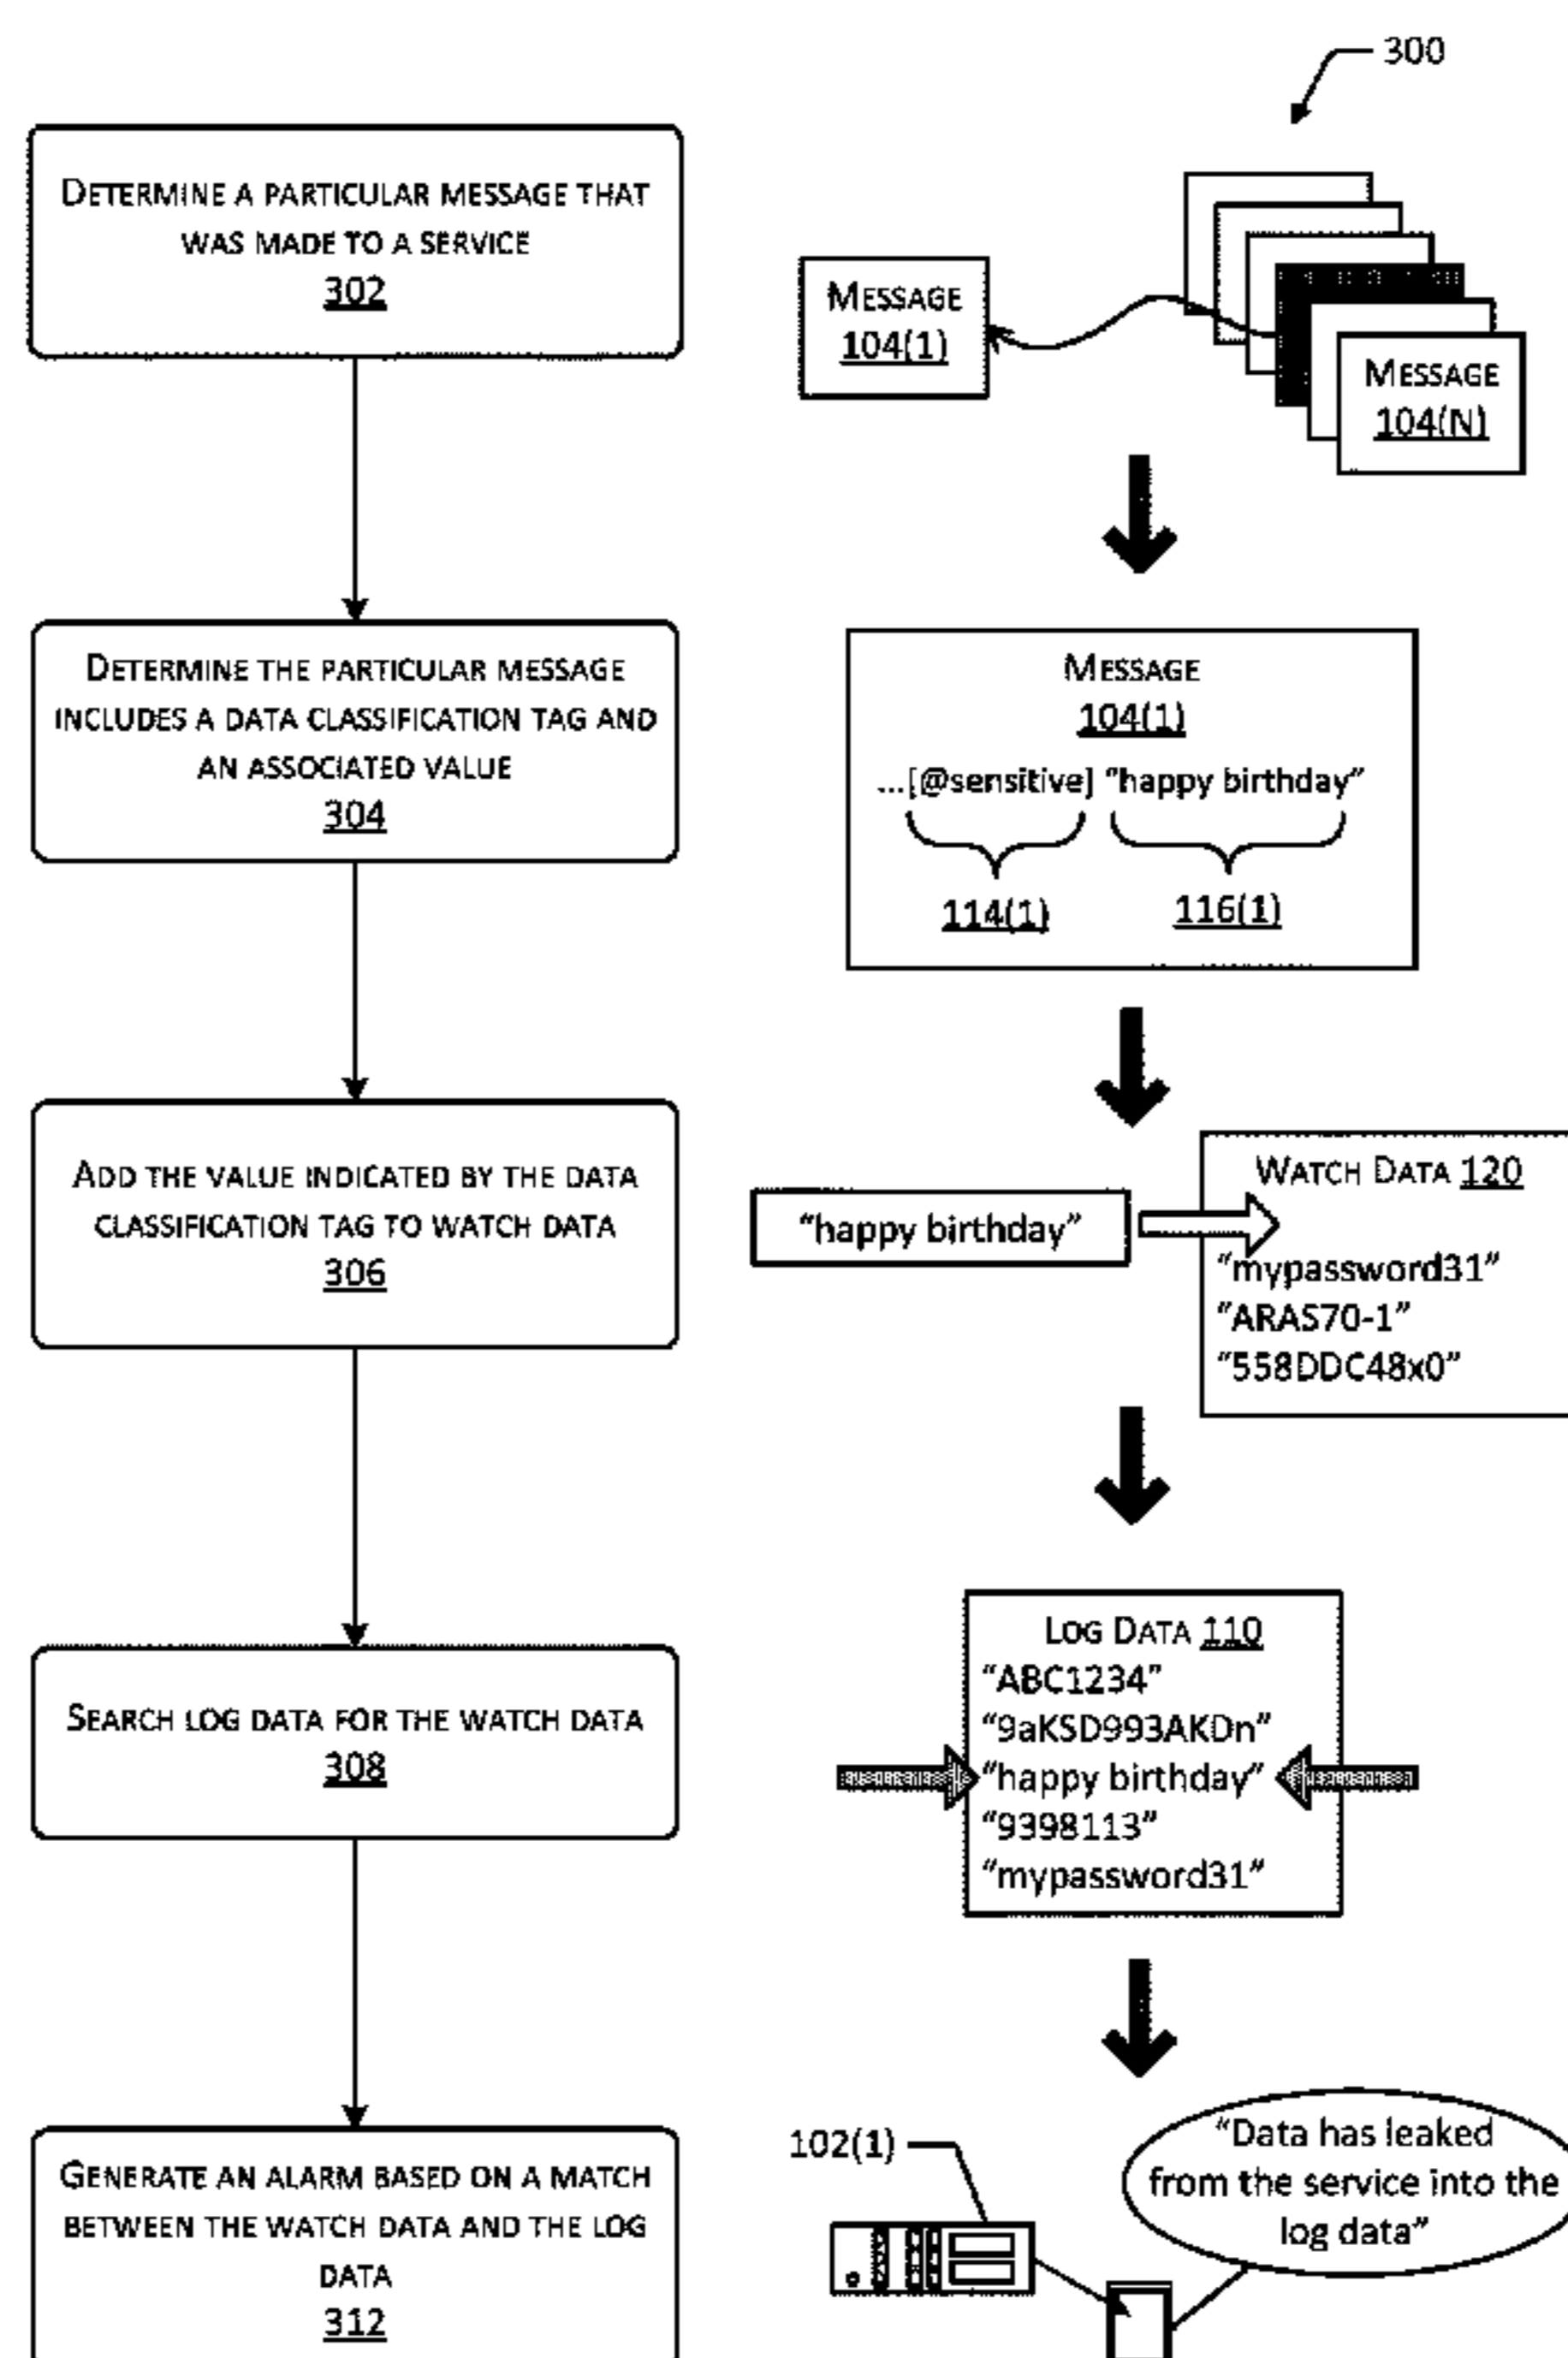 300
DETERMINE A PARTICULAR MESSAGE THAT
WAS MADE TO A SERVICE
302
MESSAGE
104(1)
MESSAGE
104(N)
DETERMINE THE PARTICULAR MESSAGE
INCLUDES A DATA CLASSIFICATION TAG AND
AN ASSOCIATED VALUE
304
MESSAGE
104(1)
...[@sensitive] “happy birthday”
114(1) 116(1)
ADD THE VALUE INDICATED BY THE DATA
CLASSIFICATION TAG TO WATCH DATA
306
“happy birthday”
WATCH DATA 120
“mypassword31”
“ARAS70-1”
“558DDC48x0”
SEARCH LOG DATA FOR THE WATCH DATA
308
LOG DATA 110
“ABC1234”
“9aKSD993AKDn”
“happy birthday”
“9398113”
“mypassword31”
GENERATE AN ALARM BASED ON A MATCH
BETWEEN THE WATCH DATA AND THE LOG
DATA
312
102(1)
“Data has leaked
from the service into the
log data”